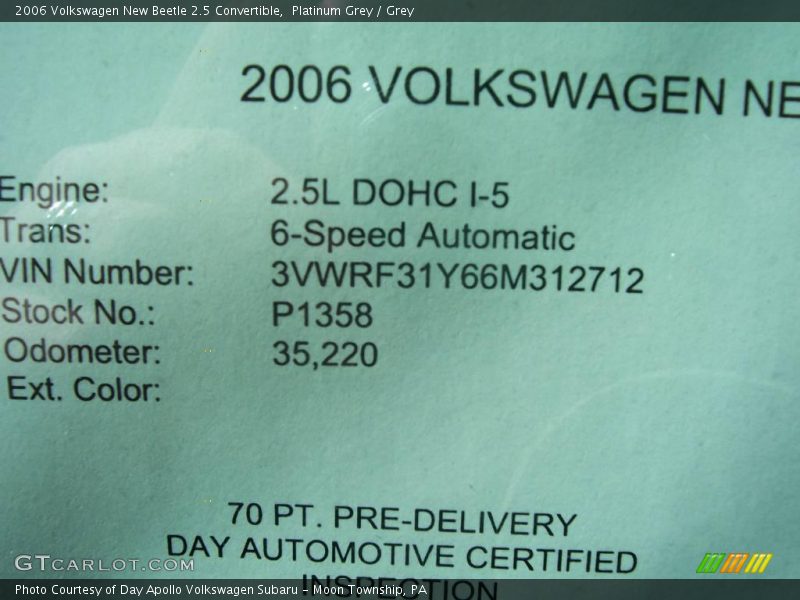 2006 Volkswagen New Beetle 2.5 Convertible,  Platinum Grey / Grey
2006 VOLKSWAGEN NE
Engine: 2.5L DOHC I-5
Trans: 6-Speed Automatic
VIN Number: 3VWRF31Y66M312712
Stock No.: P1358
Odometer: 35,220
Ext. Color:
70 PT. PRE-DELIVERY
DAY AUTOMOTIVE CERTIFIED
INSPECTION
GTcarlot.com
Photo Courtesy of Day Apollo Volkswagen Subaru – Moon Township, PA